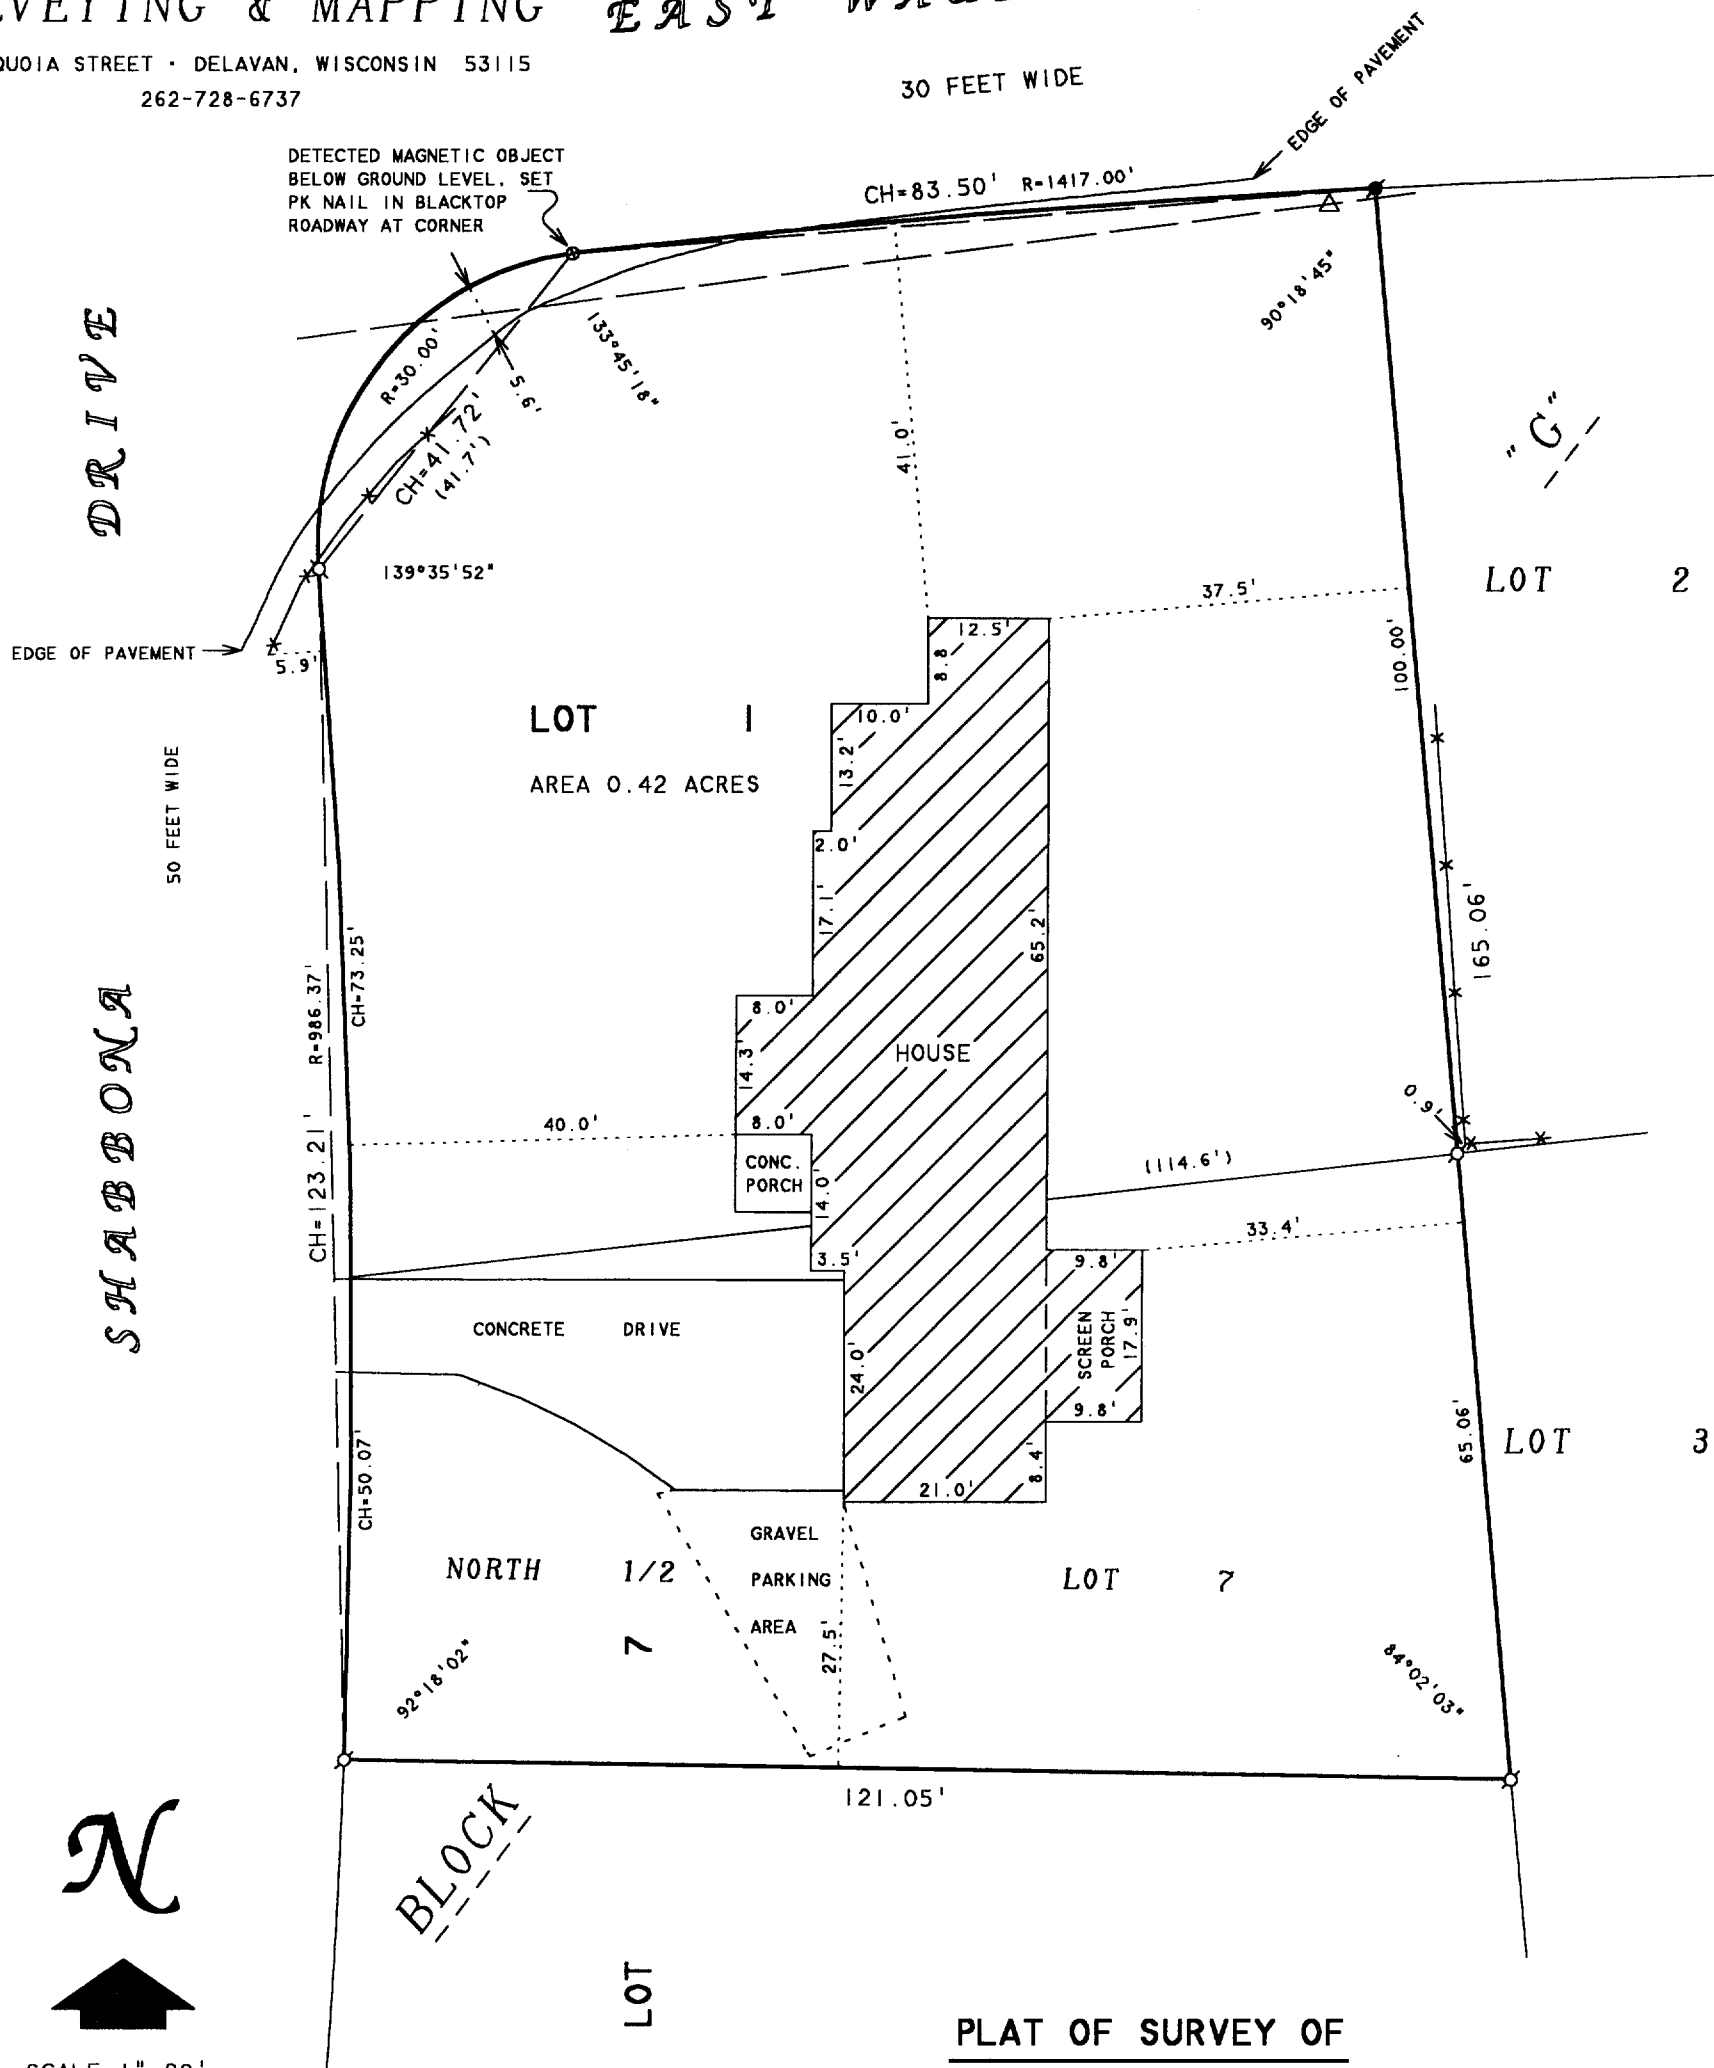 & MAPPING
EAST
STREET · DELAVAN, WISCONSIN 53115
262-728-6737
30 FEET WIDE
EDGE OF PAVEMENT
DETECTED MAGNETIC OBJECT
BELOW GROUND LEVEL. SET
PK NAIL IN BLACKTOP
ROADWAY AT CORNER
CH=83.50' R=1417.00'
90°18'45"
133°45'18"
R=30.00'
5.6'
CH=41.72'
(41.7')
41.0'
DRIVE
"G"
139°35'52"
LOT 2
37.5'
EDGE OF PAVEMENT
5.9'
12.5'
8.8
100.00'
LOT 1
10.0'
AREA 0.42 ACRES
13.2'
50 FEET WIDE
2.0'
17.1'
65.2'
165.06'
CH=73.25'
R=986.37'
8.0'
14.3'
HOUSE
SHABBONA
0.9'
40.0'
8.0'
CONC.
PORCH
14.0'
(114.6')
CH=123.21'
33.4'
3.5'
9.8'
CONCRETE DRIVE
SCREEN
PORCH
17.9'
24.0'
9.8'
65.06'
LOT 3
CH=50.07'
8.4'
21.0'
GRAVEL
PARKING
AREA
NORTH 1/2
LOT 7
27.5'
7
92°18'02"
84°02'03"
121.05'
BLOCK
N
LOT
PLAT OF SURVEY OF